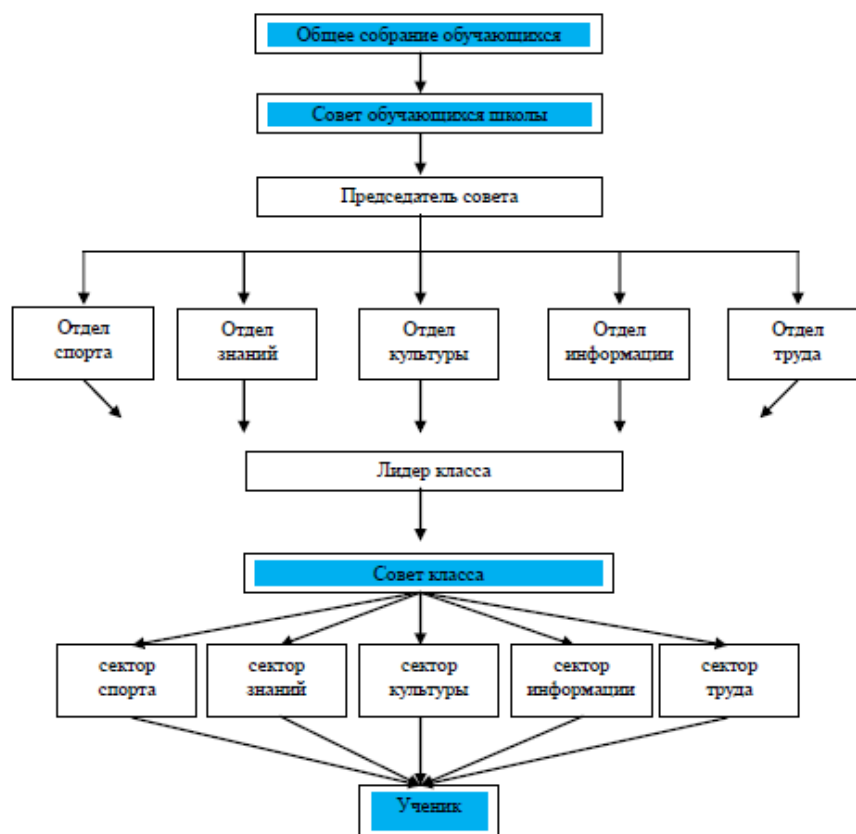 Общее собрание обучающихся
Совет обучающихся школы
Председатель совета
Отдел
спорта
Отдел
знаний
Отдел
культуры
Отдел
информации
Отдел
труда
Лидер класса
Совет класса
сектор
спорта
сектор
знаний
сектор
культуры
сектор
информации
сектор
труда
Ученик